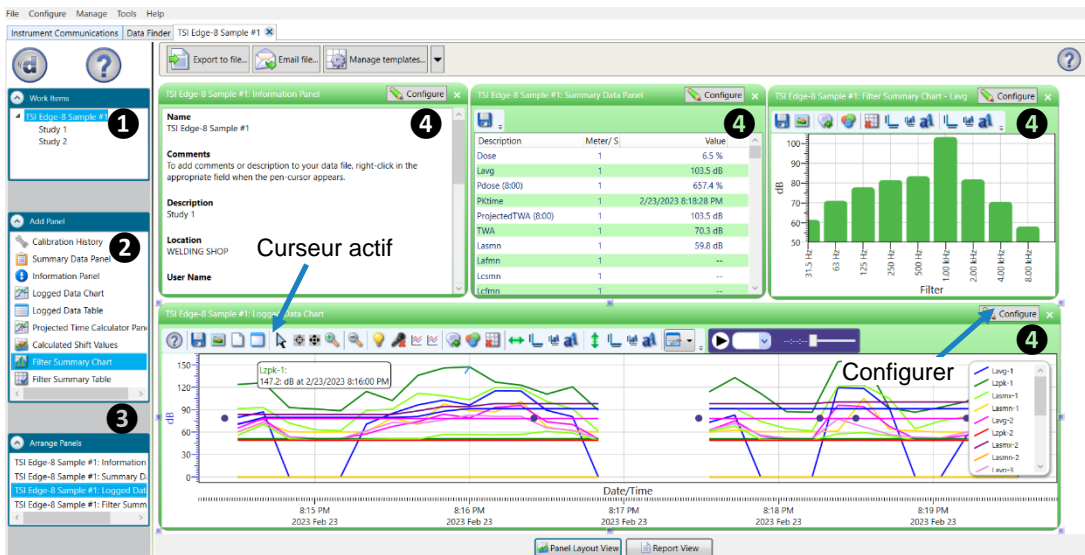 File Configure Manage Tools Help
Instrument Communications Data Finder TSI Edge-8 Sample #1
Export to file... Email file... Manage templates...
Work Items
TSI Edge-8 Sample #1
Study 1
Study 2
1
Add Panel
Calibration History
Summary Data Panel
Information Panel
Logged Data Chart
Logged Data Table
Projected Time Calculator Pan
Calculated Shift Values
Filter Summary Chart
Filter Summary Table
2
3
Arrange Panels
TSI Edge-8 Sample #1: Information
TSI Edge-8 Sample #1: Summary D
TSI Edge-8 Sample #1: Logged Dat
TSI Edge-8 Sample #1: Filter Summ
TSI Edge-8 Sample #1: Information Panel Configure
4
Name
TSI Edge-8 Sample #1
Comments
To add comments or description to your data file, right-click in the
appropriate field when the pen-cursor appears.
Description
Study 1
Location
WELDING SHOP
User Name
Curseur actif
TSI Edge-8 Sample #1: Summary Data Panel Configure
4
Description Meter/ S Value
Dose 1 6.5 %
Lavg 1 103.5 dB
Pdose (8:00) 1 657.4 %
PKtime 1 2/23/2023 8:18:28 PM
ProjectedTWA (8:00) 1 103.5 dB
TWA 1 70.3 dB
Lasmn 1 59.8 dB
Lafmn 1 --
Lcsmn 1 --
Lcfmn 1 --
TSI Edge-8 Sample #1: Filter Summary Chart - Lavg Configure
4
dB
100
80
60
50
31.5 Hz 63 Hz 125 Hz 250 Hz 500 Hz 1.00 kHz 2.00 kHz 4.00 kHz 8.00 kHz
Filter
TSI Edge-8 Sample #1: Logged Data Chart Configure
4
Configurer
Lzpk-1:
147.2: dB at 2/23/2023 8:16:00 PM
dB
150
120
90
60
30
0
Lavg-1
Lzpk-1
Lasmx-1
Lasmn-1
Lavg-2
Lzpk-2
Lasmx-2
Lasmn-2
Lavg-3
Date/Time
8:15 PM 8:16 PM 8:17 PM 8:18 PM 8:19 PM
2023 Feb 23 2023 Feb 23 2023 Feb 23 2023 Feb 23 2023 Feb 23
Panel Layout View Report View